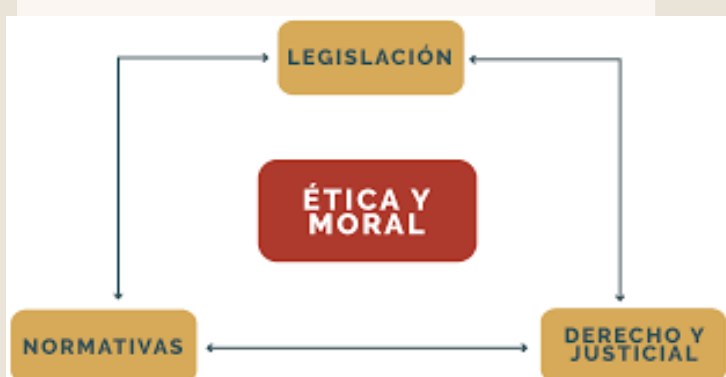 LEGISLACIÓN
ÉTICA Y
MORAL
NORMATIVAS
DERECHO Y
JUSTICIAL